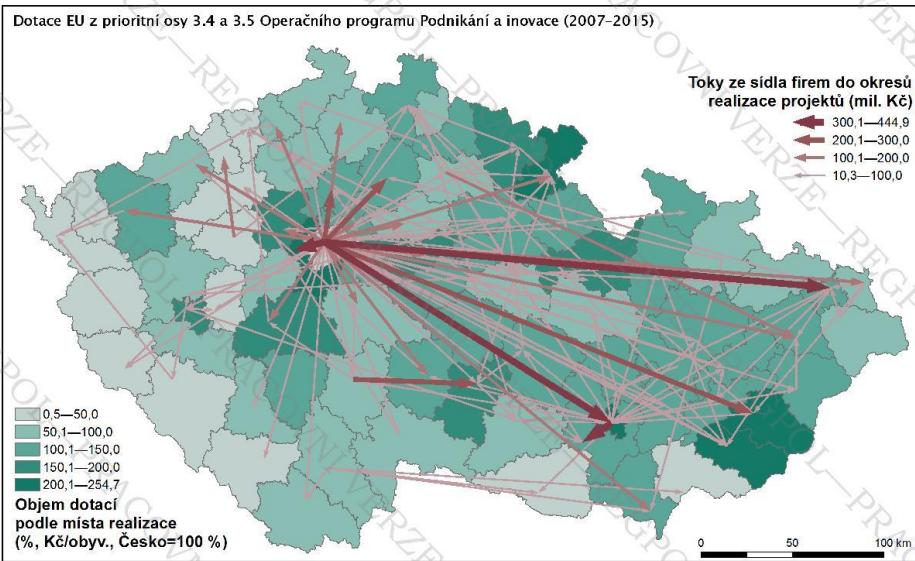 Dotace EU z prioritní osy 3.4 a 3.5 Operačního programu Podnikání a inovace (2007–2015)
Toky ze sídla firem do okresů
realizace projektů (mil. Kč)
300,1—444,9
200,1—300,0
100,1—200,0
10,3—100,0
0,5—50,0
50,1—100,0
100,1—150,0
150,1—200,0
200,1—254,7
Objem dotací
podle místa realizace
(%, Kč/obyv., Česko=100 %)
0 50 100 km
REGPOL—PRACOVNÍ VERZE